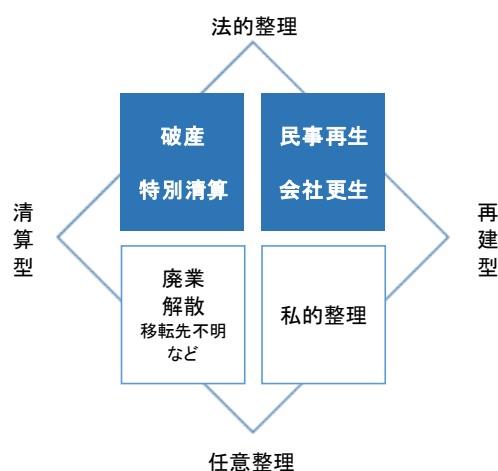 法的整理
破産
特別清算
民事再生
会社更生
清算型
再建型
廃業
解散
移転先不明
など
私的整理
任意整理